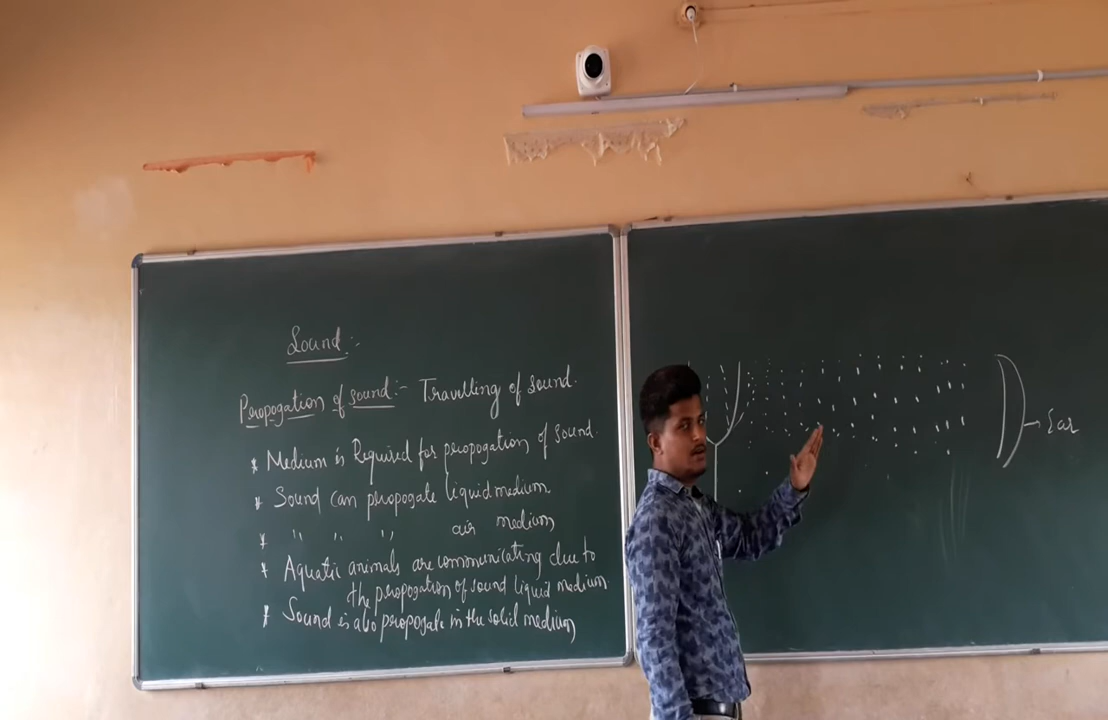 Sound :-
Propogation of sound :- Travelling of sound.
* Medium is Required for propogation of sound.
* Sound can propogate liquid medium.
* " " " air medium
* Aquatic animals are communicating due to
the propogation of sound liquid medium.
* Sound is also propogate in the solid medium
Ear